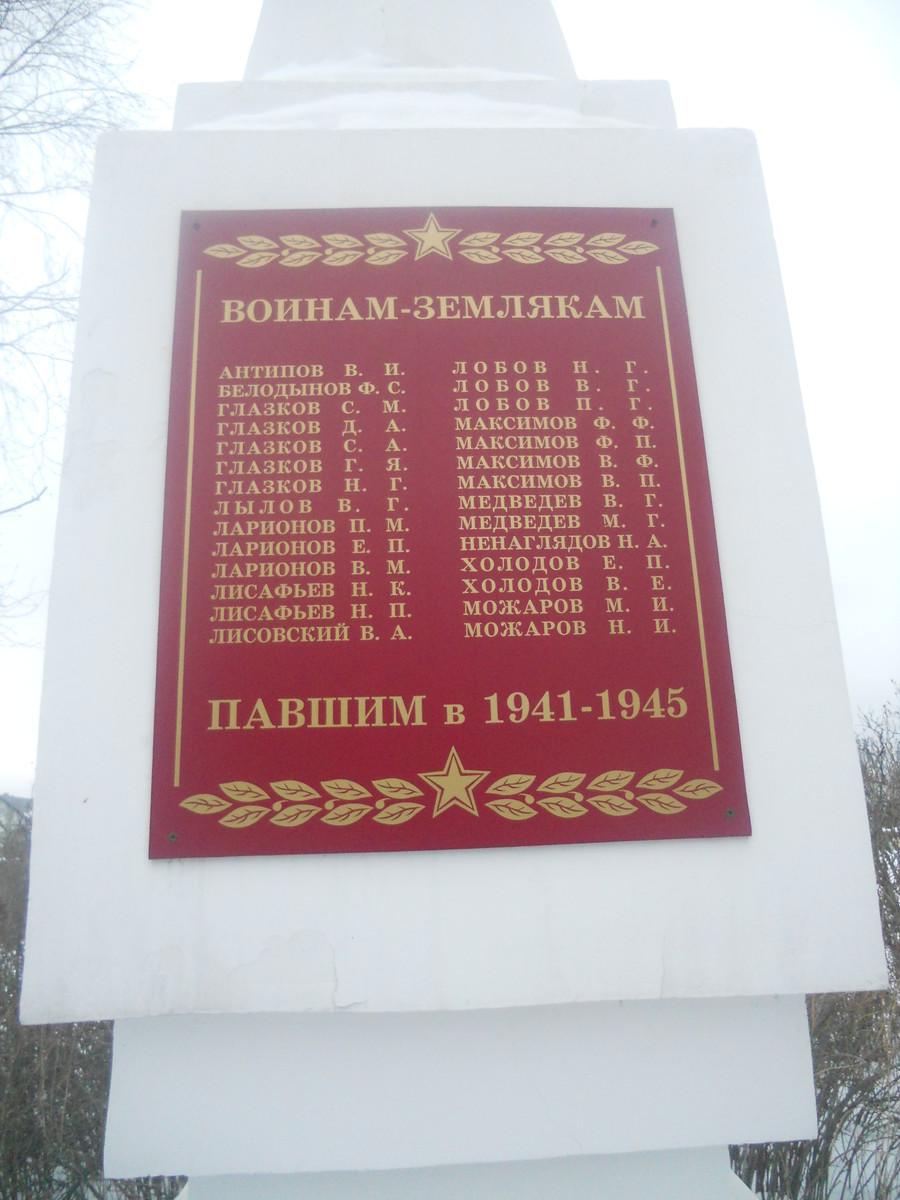 ВОИНАМ-ЗЕМЛЯКАМ
АНТИПОВ В. И.
БЕЛОДЫНОВ Ф. С.
ГЛАЗКОВ С. М.
ГЛАЗКОВ Д. А.
ГЛАЗКОВ С. А.
ГЛАЗКОВ Г. Я.
ГЛАЗКОВ Н. Г.
ЛЫЛОВ В. Г.
ЛАРИОНОВ П. М.
ЛАРИОНОВ Е. П.
ЛАРИОНОВ В. М.
ЛИСАФЬЕВ Н. К.
ЛИСАФЬЕВ Н. П.
ЛИСОВСКИЙ В. А.
ЛОБОВ Н. Г.
ЛОБОВ В. Г.
ЛОБОВ П. Г.
МАКСИМОВ Ф. Ф.
МАКСИМОВ Ф. П.
МАКСИМОВ В. Ф.
МАКСИМОВ В. П.
МЕДВЕДЕВ В. Г.
МЕДВЕДЕВ М. Г.
НЕНАГЛЯДОВ Н. А.
ХОЛОДОВ Е. П.
ХОЛОДОВ В. Е.
МОЖАРОВ М. И.
МОЖАРОВ Н. И.
ПАВШИМ в 1941-1945